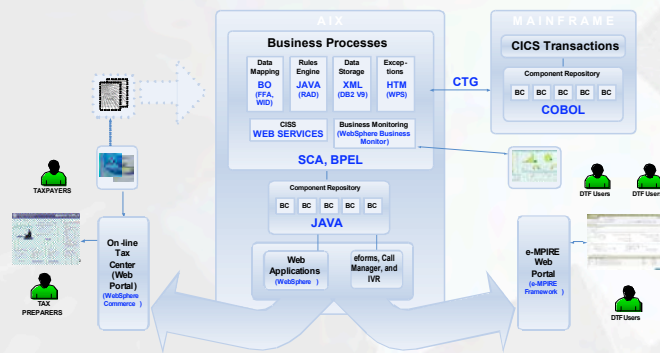 AIX
Business Processes
Data
Mapping
BO
(FFA,
WID)
Rules
Engine
JAVA
(RAD)
Data
Storage
XML
(DB2 V9)
Excep-
tions
HTM
(WPS)
CISS
WEB SERVICES
Business Monitoring
(WebSphere Business
Monitor)
SCA, BPEL
Component Repository
BC BC BC BC BC
JAVA
Web
Applications
(WebSphere )
eforms, Call
Manager, and
IVR
CTG
MAINFRAME
CICS Transactions
Component Repository
BC BC BC BC BC
COBOL
TAXPAYERS
TAX
PREPARERS
On-line
Tax
Center
(Web
Portal)
(WebSphere
Commerce )
e-MPIRE
Web
Portal
(e-MPIRE
Framework )
DTF Users
DTF Users
DTF Users